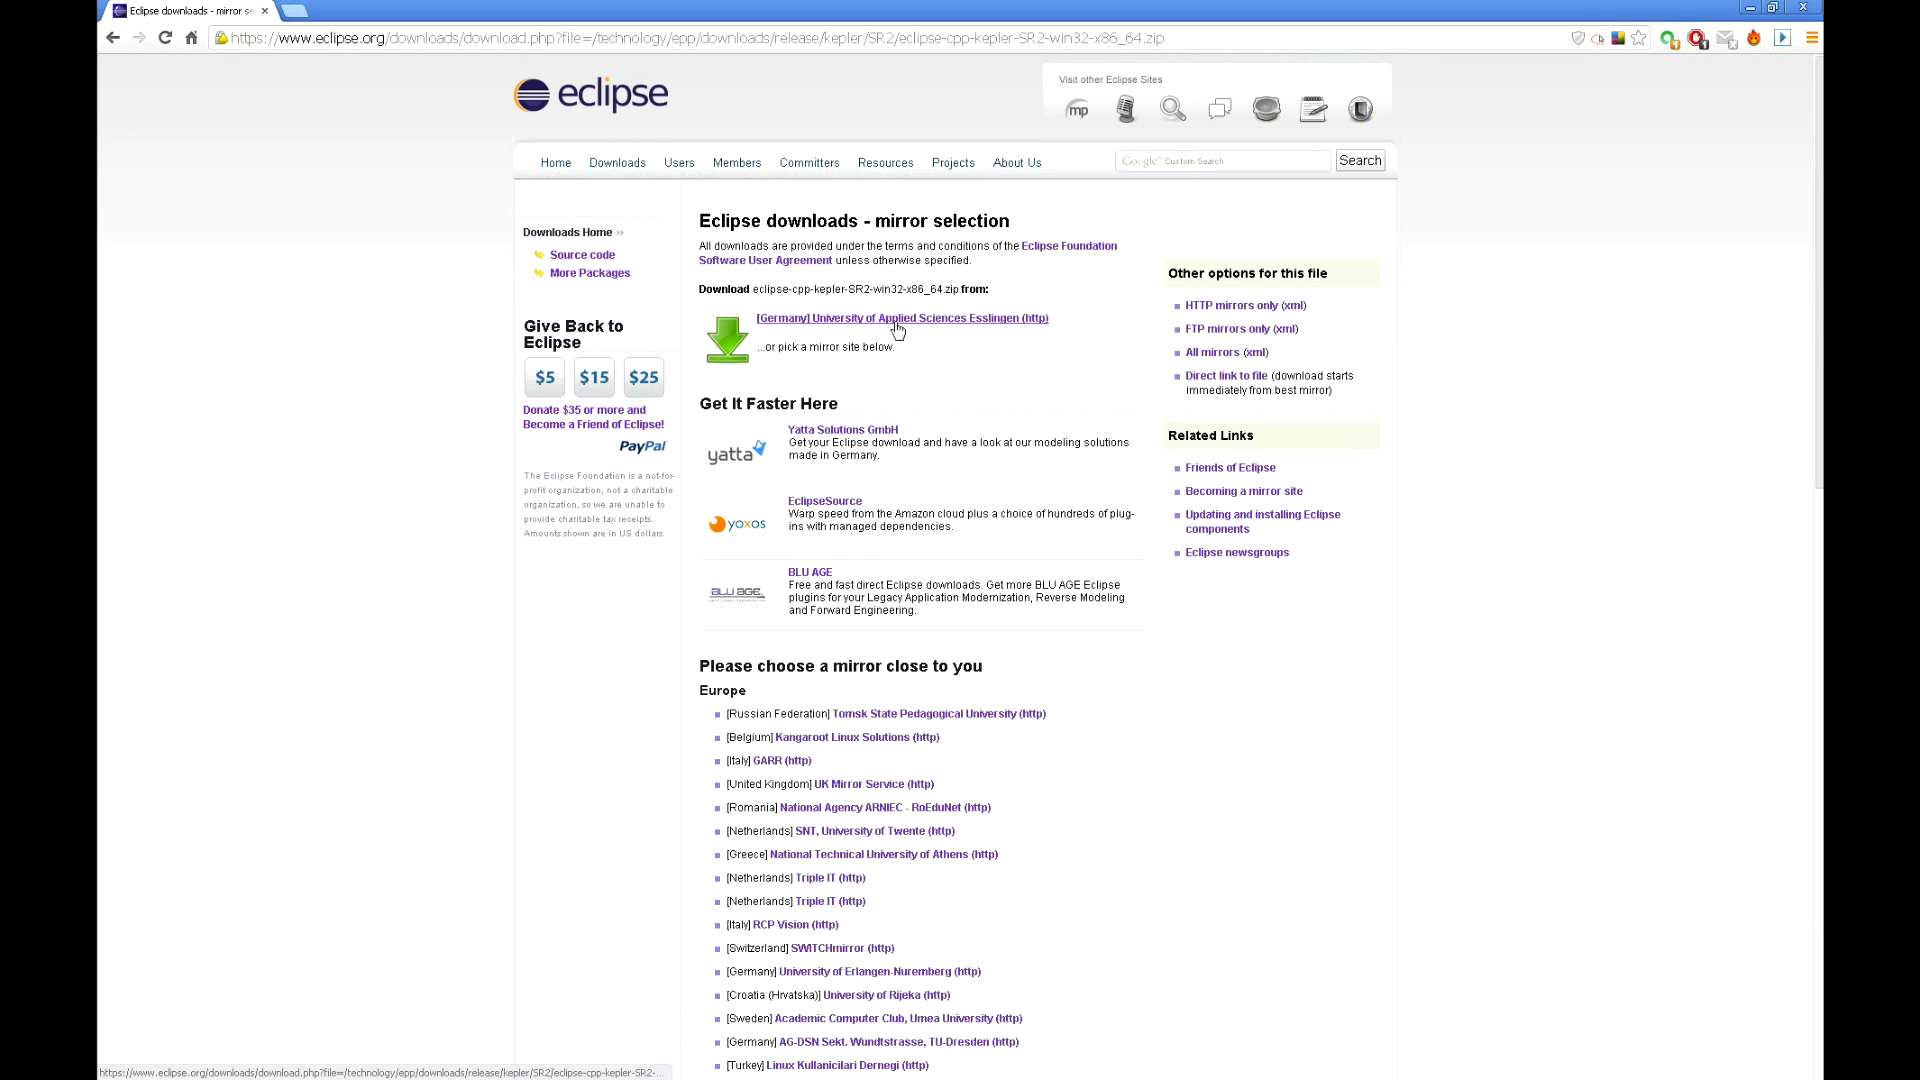 Eclipse downloads - mirror se
https://www.eclipse.org/downloads/download.php?file=/technology/epp/downloads/release/kepler/SR2/eclipse-cpp-kepler-SR2-win32-x86_64.zip
eclipse
Visit other Eclipse Sites
mp
Home Downloads Users Members Committers Resources Projects About Us
Google™ Custom Search
Search
Downloads Home
Source code
More Packages
Give Back to
Eclipse
$5 $15 $25
Donate $35 or more and
Become a Friend of Eclipse!
PayPal
The Eclipse Foundation is a not-for-
profit organization, not a charitable
organization, so we are unable to
provide charitable tax receipts.
Amounts shown are in US dollars.
Eclipse downloads - mirror selection
All downloads are provided under the terms and conditions of the Eclipse Foundation
Software User Agreement unless otherwise specified.
Download eclipse-cpp-kepler-SR2-win32-x86_64.zip from:
[Germany] University of Applied Sciences Esslingen (http)
...or pick a mirror site below.
Get It Faster Here
yatta
Yatta Solutions GmbH
Get your Eclipse download and have a look at our modeling solutions
made in Germany.
yoxos
EclipseSource
Warp speed from the Amazon cloud plus a choice of hundreds of plug-
ins with managed dependencies.
BLU AGE
BLU AGE
Free and fast direct Eclipse downloads. Get more BLU AGE Eclipse
plugins for your Legacy Application Modernization, Reverse Modeling
and Forward Engineering.
Please choose a mirror close to you
Europe
[Russian Federation] Tomsk State Pedagogical University (http)
[Belgium] Kangaroot Linux Solutions (http)
[Italy] GARR (http)
[United Kingdom] UK Mirror Service (http)
[Romania] National Agency ARNIEC - RoEduNet (http)
[Netherlands] SNT, University of Twente (http)
[Greece] National Technical University of Athens (http)
[Netherlands] Triple IT (http)
[Netherlands] Triple IT (http)
[Italy] RCP Vision (http)
[Switzerland] SWITCHmirror (http)
[Germany] University of Erlangen-Nuremberg (http)
[Croatia (Hrvatska)] University of Rijeka (http)
[Sweden] Academic Computer Club, Umea University (http)
[Germany] AG-DSN Sekt. Wundtstrasse, TU-Dresden (http)
[Turkey] Linux Kullanicilari Dernegi (http)
Other options for this file
HTTP mirrors only (xml)
FTP mirrors only (xml)
All mirrors (xml)
Direct link to file (download starts
immediately from best mirror)
Related Links
Friends of Eclipse
Becoming a mirror site
Updating and installing Eclipse
components
Eclipse newsgroups
https://www.eclipse.org/downloads/download.php?file=/technology/epp/downloads/release/kepler/SR2/eclipse-cpp-kepler-SR2-...